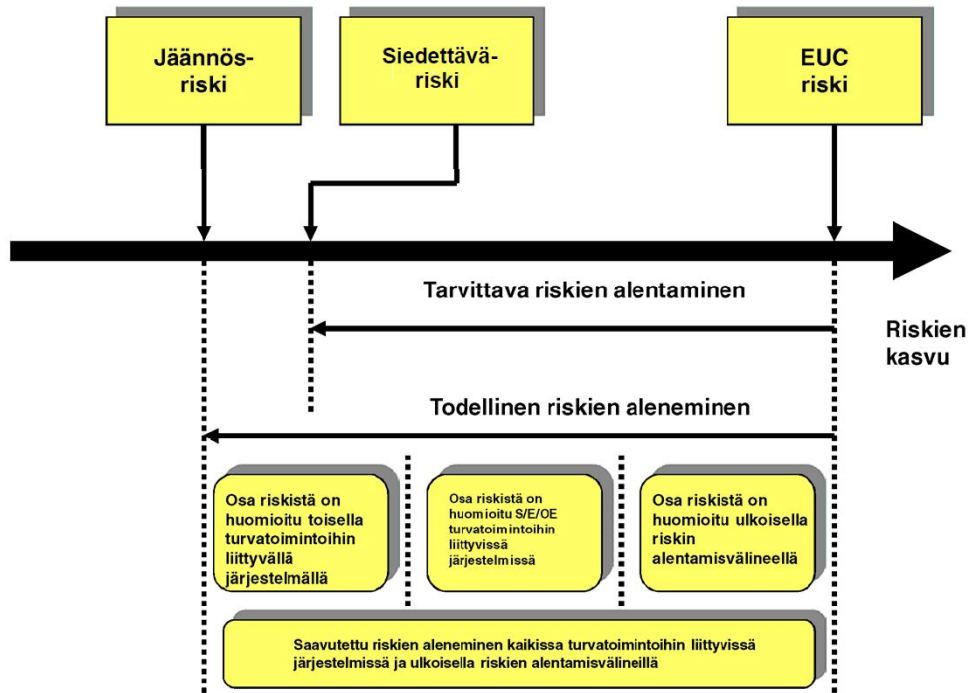 Jäännös-
riski
Siedettävä-
riski
EUC
riski
Tarvittava riskien alentaminen
Riskien
kasvu
Todellinen riskien aleneminen
Osa riskistä on
huomioitu toisella
turvatoimintoihin
liittyvällä
järjestelmällä
Osa riskistä on
huomioitu S/E/OE
turvatoimintoihin
liittyvissä
järjestelmissä
Osa riskistä on
huomioitu ulkoisella
riskin
alentamisvälineellä
Saavutettu riskien aleneminen kaikissa turvatoimintoihin liittyvissä
järjestelmissä ja ulkoisella riskien alentamisvälineillä